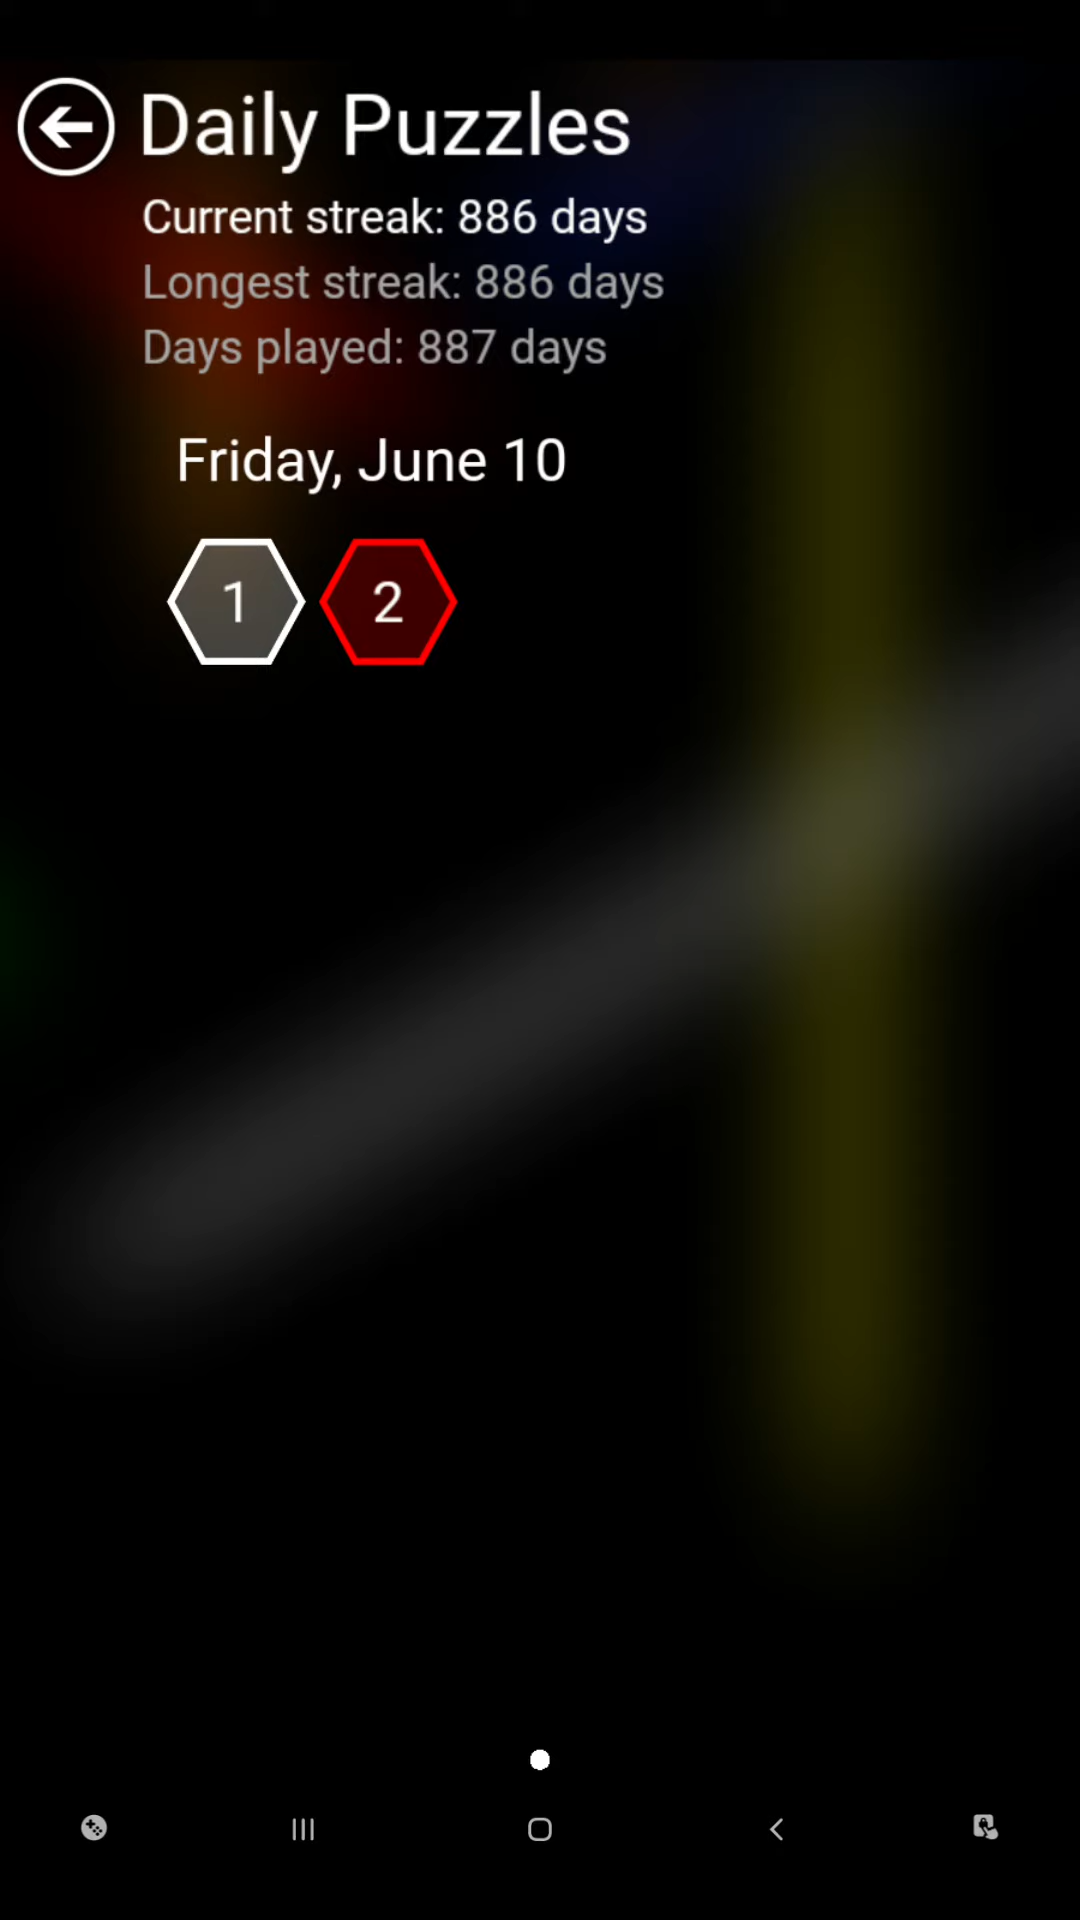 Daily Puzzles
Current streak: 886 days
Longest streak: 886 days
Days played: 887 days
Friday, June 10
1 2